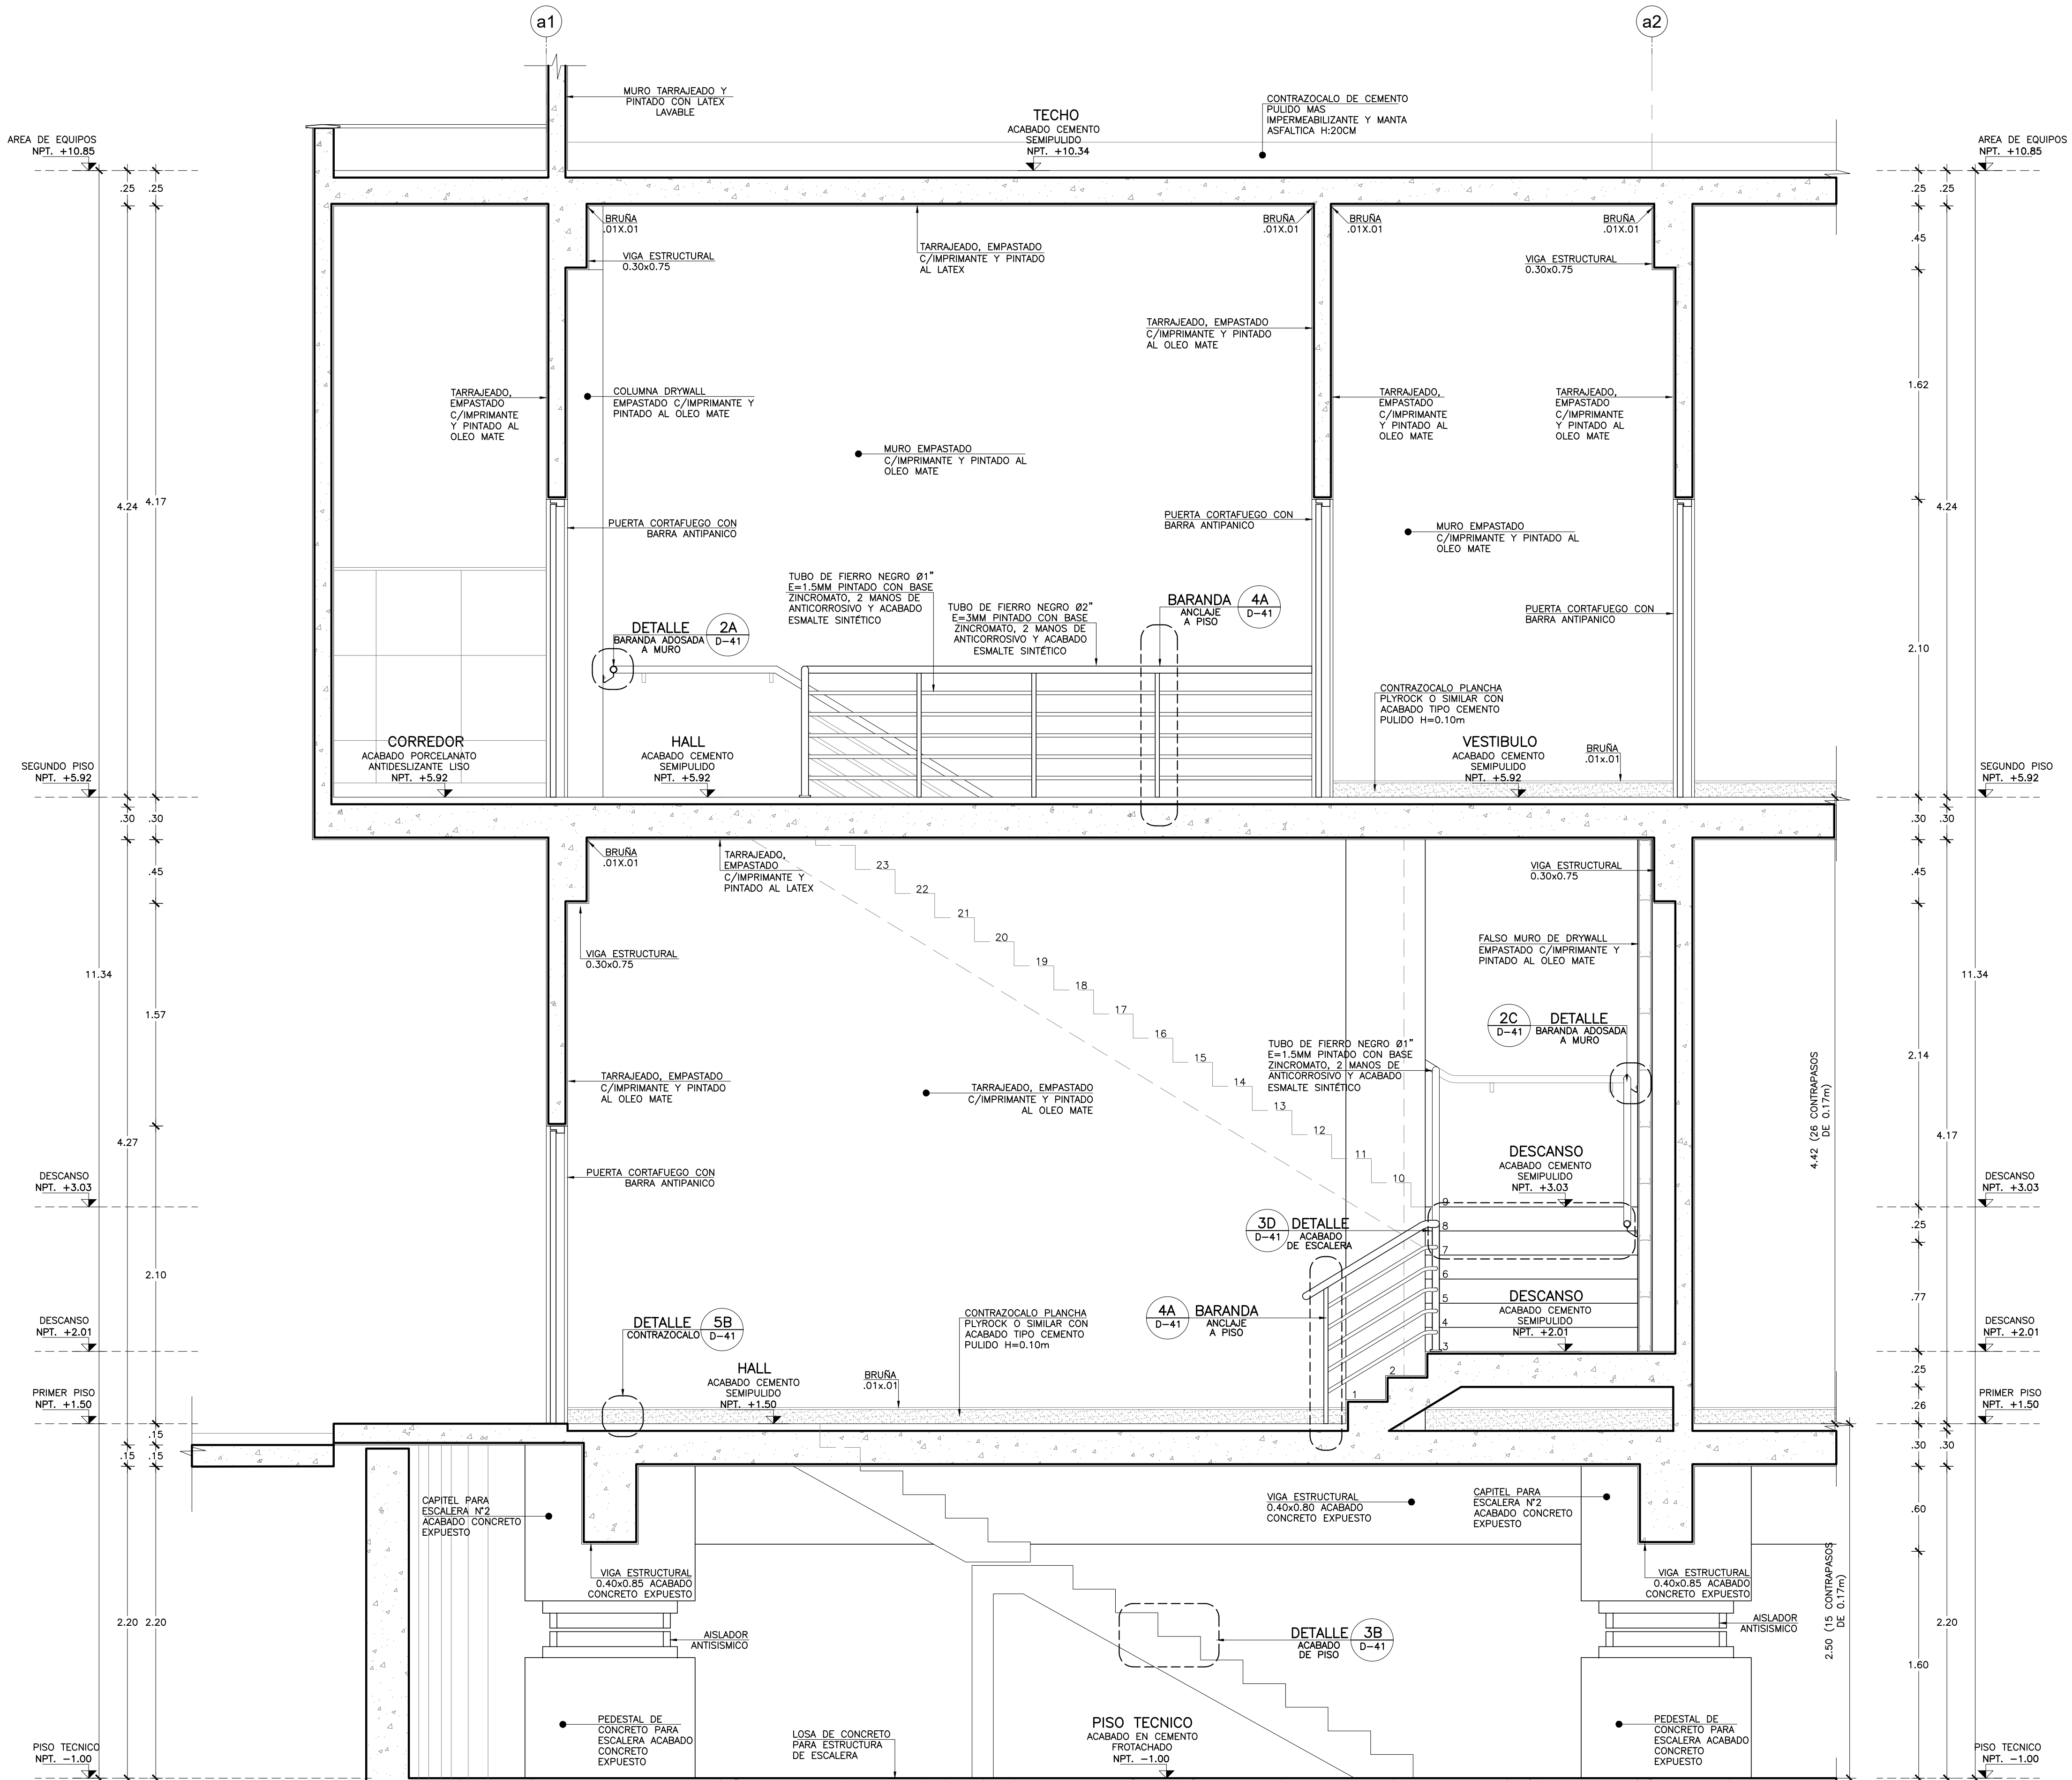 a1
a2
MURO TARRAJEADO Y
PINTADO CON LATEX
LAVABLE
TECHO
ACABADO CEMENTO
SEMIPULIDO
NPT. +10.34
CONTRAZOCALO DE CEMENTO
PULIDO MAS
IMPERMEABILIZANTE Y MANTA
ASFALTICA H:20CM
AREA DE EQUIPOS
NPT. +10.85
AREA DE EQUIPOS
NPT. +10.85
.25
.25
.25
.25
BRUÑA
.01X.01
BRUÑA
.01X.01
BRUÑA
.01X.01
BRUÑA
.01X.01
.45
VIGA ESTRUCTURAL
0.30x0.75
TARRAJEADO, EMPASTADO
C/IMPRIMANTE Y PINTADO
AL LATEX
VIGA ESTRUCTURAL
0.30x0.75
TARRAJEADO, EMPASTADO
C/IMPRIMANTE Y PINTADO
AL OLEO MATE
1.62
TARRAJEADO,
EMPASTADO
C/IMPRIMANTE
Y PINTADO AL
OLEO MATE
COLUMNA DRYWALL
EMPASTADO C/IMPRIMANTE Y
PINTADO AL OLEO MATE
TARRAJEADO,
EMPASTADO
C/IMPRIMANTE
Y PINTADO AL
OLEO MATE
TARRAJEADO,
EMPASTADO
C/IMPRIMANTE
Y PINTADO AL
OLEO MATE
MURO EMPASTADO
C/IMPRIMANTE Y PINTADO AL
OLEO MATE
4.24
4.17
4.24
PUERTA CORTAFUEGO CON
BARRA ANTIPANICO
PUERTA CORTAFUEGO CON
BARRA ANTIPANICO
MURO EMPASTADO
C/IMPRIMANTE Y PINTADO AL
OLEO MATE
TUBO DE FIERRO NEGRO Ø1"
E=1.5MM PINTADO CON BASE
ZINCROMATO, 2 MANOS DE
ANTICORROSIVO Y ACABADO
ESMALTE SINTÉTICO
TUBO DE FIERRO NEGRO Ø2"
E=3MM PINTADO CON BASE
ZINCROMATO, 2 MANOS DE
ANTICORROSIVO Y ACABADO
ESMALTE SINTÉTICO
BARANDA
ANCLAJE
A PISO
4A
D-41
PUERTA CORTAFUEGO CON
BARRA ANTIPANICO
DETALLE
BARANDA ADOSADA
A MURO
2A
D-41
2.10
CONTRAZOCALO PLANCHA
PLYROCK O SIMILAR CON
ACABADO TIPO CEMENTO
PULIDO H=0.10m
CORREDOR
ACABADO PORCELANATO
ANTIDESLIZANTE LISO
NPT. +5.92
HALL
ACABADO CEMENTO
SEMIPULIDO
NPT. +5.92
VESTIBULO
ACABADO CEMENTO
SEMIPULIDO
NPT. +5.92
BRUÑA
.01x.01
SEGUNDO PISO
NPT. +5.92
SEGUNDO PISO
NPT. +5.92
.30
.30
.30
.30
BRUÑA
.01X.01
TARRAJEADO,
EMPASTADO
C/IMPRIMANTE Y
PINTADO AL LATEX
23
22
21
20
19
18
17
16
15
14
13
12
11
10
9
8
7
6
5
4
3
2
1
VIGA ESTRUCTURAL
0.30x0.75
.45
.45
VIGA ESTRUCTURAL
0.30x0.75
FALSO MURO DE DRYWALL
EMPASTADO C/IMPRIMANTE Y
PINTADO AL OLEO MATE
11.34
11.34
1.57
2C
D-41
DETALLE
BARANDA ADOSADA
A MURO
TUBO DE FIERRO NEGRO Ø1"
E=1.5MM PINTADO CON BASE
ZINCROMATO, 2 MANOS DE
ANTICORROSIVO Y ACABADO
ESMALTE SINTÉTICO
2.14
TARRAJEADO, EMPASTADO
C/IMPRIMANTE Y PINTADO
AL OLEO MATE
TARRAJEADO, EMPASTADO
C/IMPRIMANTE Y PINTADO
AL OLEO MATE
4.42 (26 CONTRAPASOS
DE 0.17m)
4.27
4.17
PUERTA CORTAFUEGO CON
BARRA ANTIPANICO
DESCANSO
ACABADO CEMENTO
SEMIPULIDO
NPT. +3.03
DESCANSO
NPT. +3.03
DESCANSO
NPT. +3.03
3D
D-41
DETALLE
ACABADO
DE ESCALERA
.25
2.10
.77
DESCANSO
ACABADO CEMENTO
SEMIPULIDO
NPT. +2.01
4A
D-41
BARANDA
ANCLAJE
A PISO
DETALLE
CONTRAZOCALO
5B
D-41
CONTRAZOCALO PLANCHA
PLYROCK O SIMILAR CON
ACABADO TIPO CEMENTO
PULIDO H=0.10m
DESCANSO
NPT. +2.01
DESCANSO
NPT. +2.01
HALL
ACABADO CEMENTO
SEMIPULIDO
NPT. +1.50
BRUÑA
.01x.01
.25
.26
PRIMER PISO
NPT. +1.50
PRIMER PISO
NPT. +1.50
.15
.15
.15
.30
.30
CAPITEL PARA
ESCALERA N°2
ACABADO CONCRETO
EXPUESTO
VIGA ESTRUCTURAL
0.40x0.80 ACABADO
CONCRETO EXPUESTO
CAPITEL PARA
ESCALERA N°2
ACABADO CONCRETO
EXPUESTO
.60
VIGA ESTRUCTURAL
0.40x0.85 ACABADO
CONCRETO EXPUESTO
VIGA ESTRUCTURAL
0.40x0.85 ACABADO
CONCRETO EXPUESTO
2.50 (15 CONTRAPASOS
DE 0.17m)
2.20
2.20
AISLADOR
ANTISISMICO
DETALLE
ACABADO
DE PISO
3B
D-41
AISLADOR
ANTISISMICO
2.20
1.60
PEDESTAL DE
CONCRETO PARA
ESCALERA ACABADO
CONCRETO
EXPUESTO
LOSA DE CONCRETO
PARA ESTRUCTURA
DE ESCALERA
PISO TECNICO
ACABADO EN CEMENTO
FROTACHADO
NPT. -1.00
PEDESTAL DE
CONCRETO PARA
ESCALERA ACABADO
CONCRETO
EXPUESTO
PISO TECNICO
NPT. -1.00
PISO TECNICO
NPT. -1.00